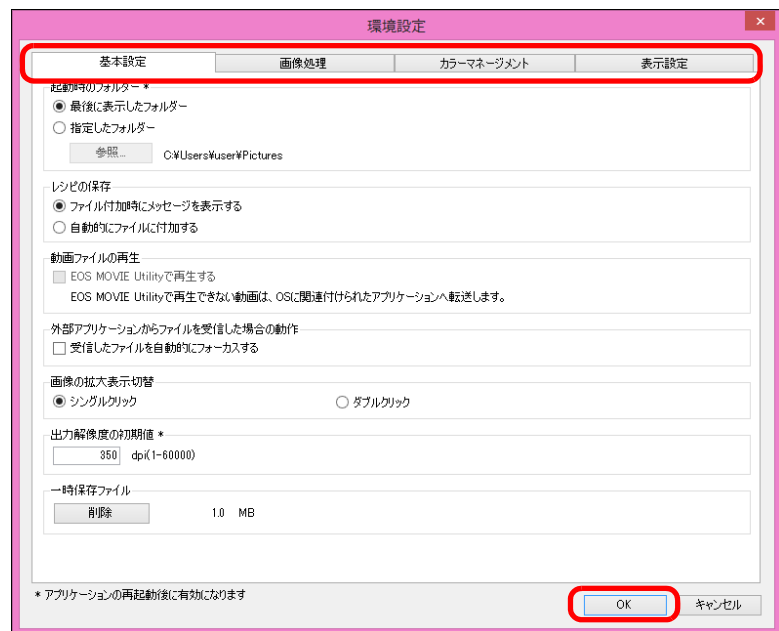 環境設定
基本設定 画像処理 カラーマネージメント 表示設定
起動時のフォルダー *
最後に表示したフォルダー
指定したフォルダー
参照... C:¥Users¥user¥Pictures
レシピの保存
ファイル付加時にメッセージを表示する
自動的にファイルに付加する
動画ファイルの再生
EOS MOVIE Utilityで再生する
EOS MOVIE Utilityで再生できない動画は、OSに関連付けられたアプリケーションへ転送します。
外部アプリケーションからファイルを受信した場合の動作
受信したファイルを自動的にフォーカスする
画像の拡大表示切替
シングルクリック ダブルクリック
出力解像度の初期値 *
350 dpi(1-60000)
一時保存ファイル
削除 1.0 MB
* アプリケーションの再起動後に有効になります
OK キャンセル